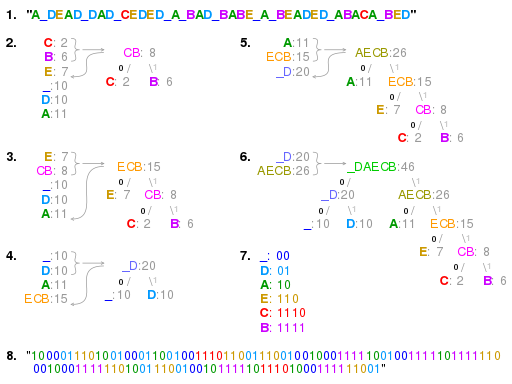 1. "A_DEAD_DAD_CEDED_A_BAD_BABE_A_BEADED_ABACA_BED"
2. C: 2
B: 6
E: 7
_:10
D:10
A:11
CB: 8
0/ \1
C: 2 B: 6
3. E: 7
CB: 8
_:10
D:10
A:11
ECB:15
0/ \1
E: 7 CB: 8
0/ \1
C: 2 B: 6
4. _:10
D:10
A:11
ECB:15
_D:20
0/ \1
_:10 D:10
5. A:11
ECB:15
_D:20
AECB:26
0/ \1
A:11 ECB:15
0/ \1
E: 7 CB: 8
0/ \1
C: 2 B: 6
6. _D:20
AECB:26
_DAECB:46
0/ \1
_D:20 AECB:26
0/ \1 0/ \1
_:10 D:10 A:11 ECB:15
0/ \1
E: 7 CB: 8
0/ \1
C: 2 B: 6
7. _: 00
D: 01
A: 10
E: 110
C: 1110
B: 1111
8. "100001110100100011001001110110011100100100011111001001111101111110
0010001111110100111001001011111011101000111111001"